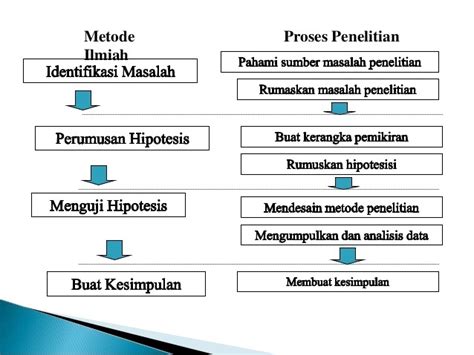 Metode
Ilmiah
Identifikasi Masalah
Perumusan Hipotesis
Menguji Hipotesis
Buat Kesimpulan
Proses Penelitian
Pahami sumber masalah penelitian
Rumaskan masalah penelitian
Buat kerangka pemikiran
Rumuskan hipotesisi
Mendesain metode penelitian
Mengumpulkan dan analisis data
Membuat kesimpulan